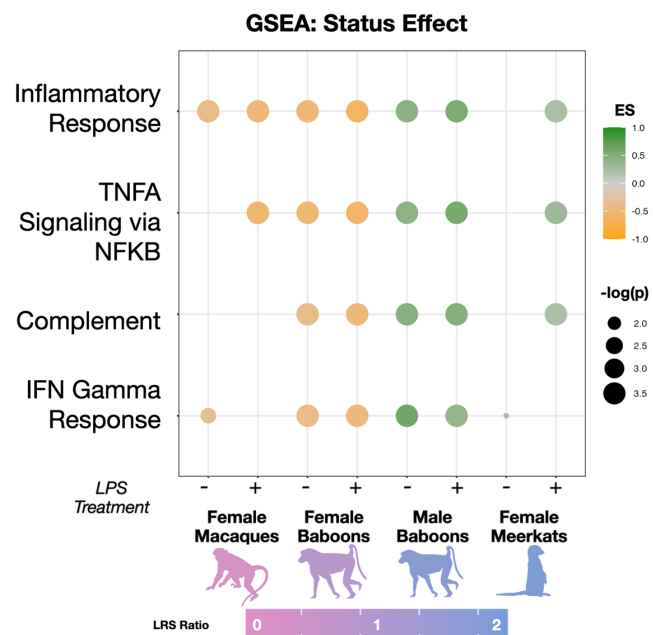 GSEA: Status Effect
Inflammatory
Response
TNFA
Signaling via
NFKB
Complement
IFN Gamma
Response
ES
1.0
0.5
0.0
-0.5
-1.0
-log(p)
2.0
2.5
3.0
3.5
LPS
Treatment
- + - + - + - +
Female
Macaques
Female
Baboons
Male
Baboons
Female
Meerkats
LRS Ratio 0 1 2